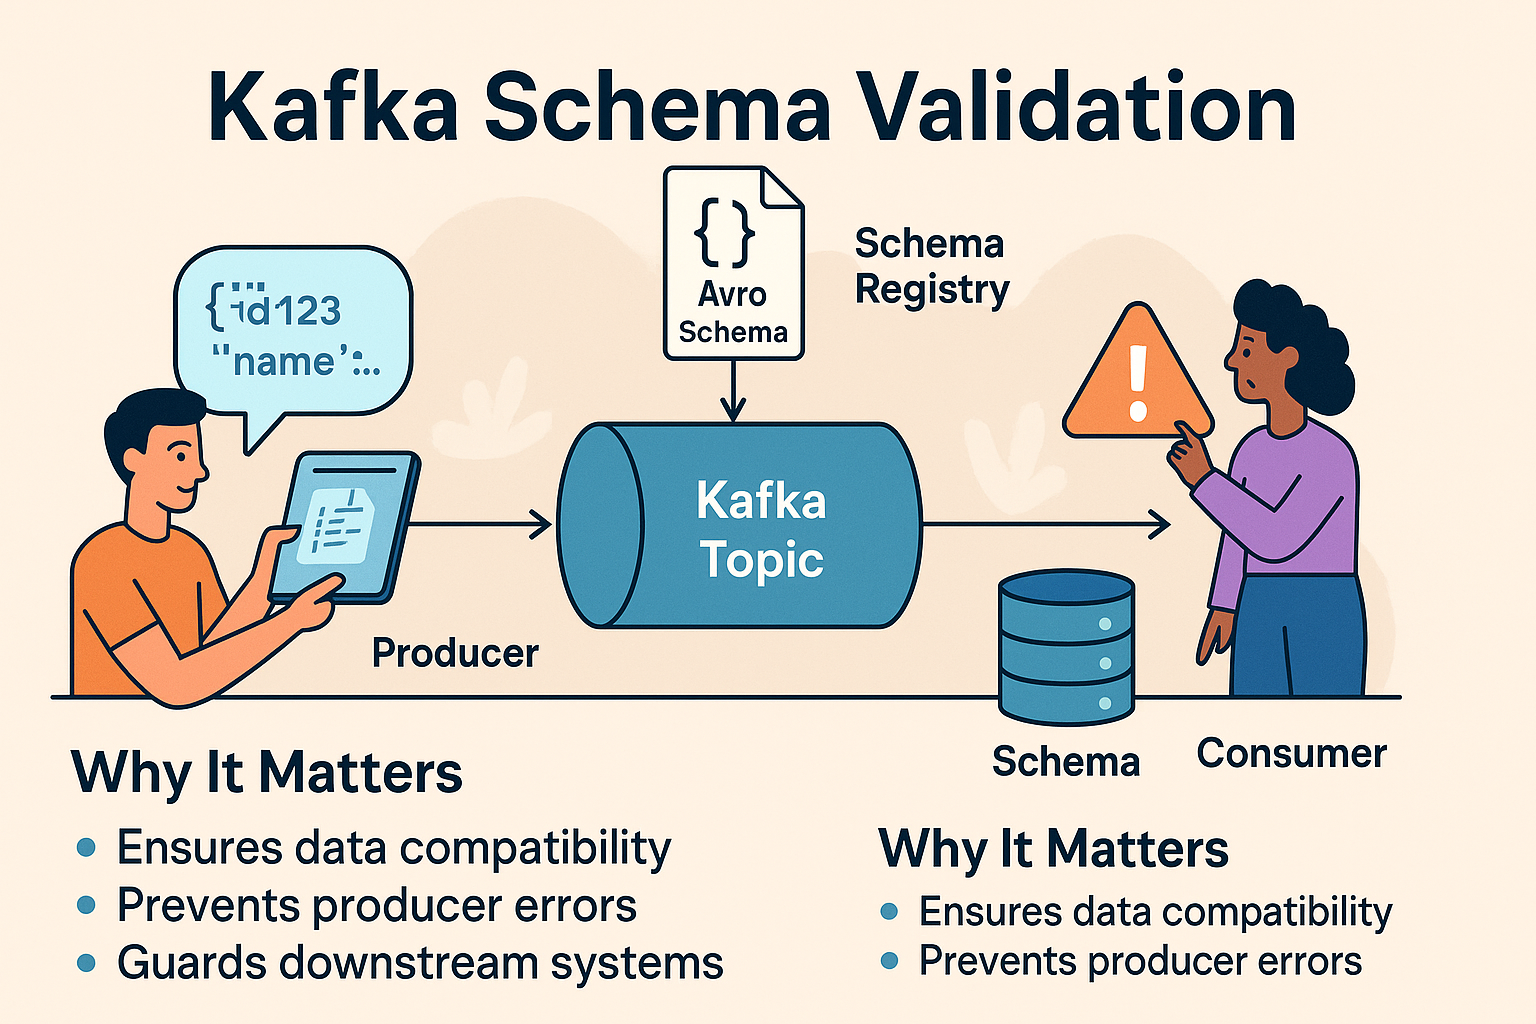 Kafka Schema Validation
{} 
Avro
Schema
Schema
Registry
123
"name
!
Kafka
Topic
Producer
Schema
Consumer
Why It Matters
• Ensures data compatibility
• Prevents producer errors
• Guards downstream systems
Why It Matters
• Ensures data compatibility
• Prevents producer errors